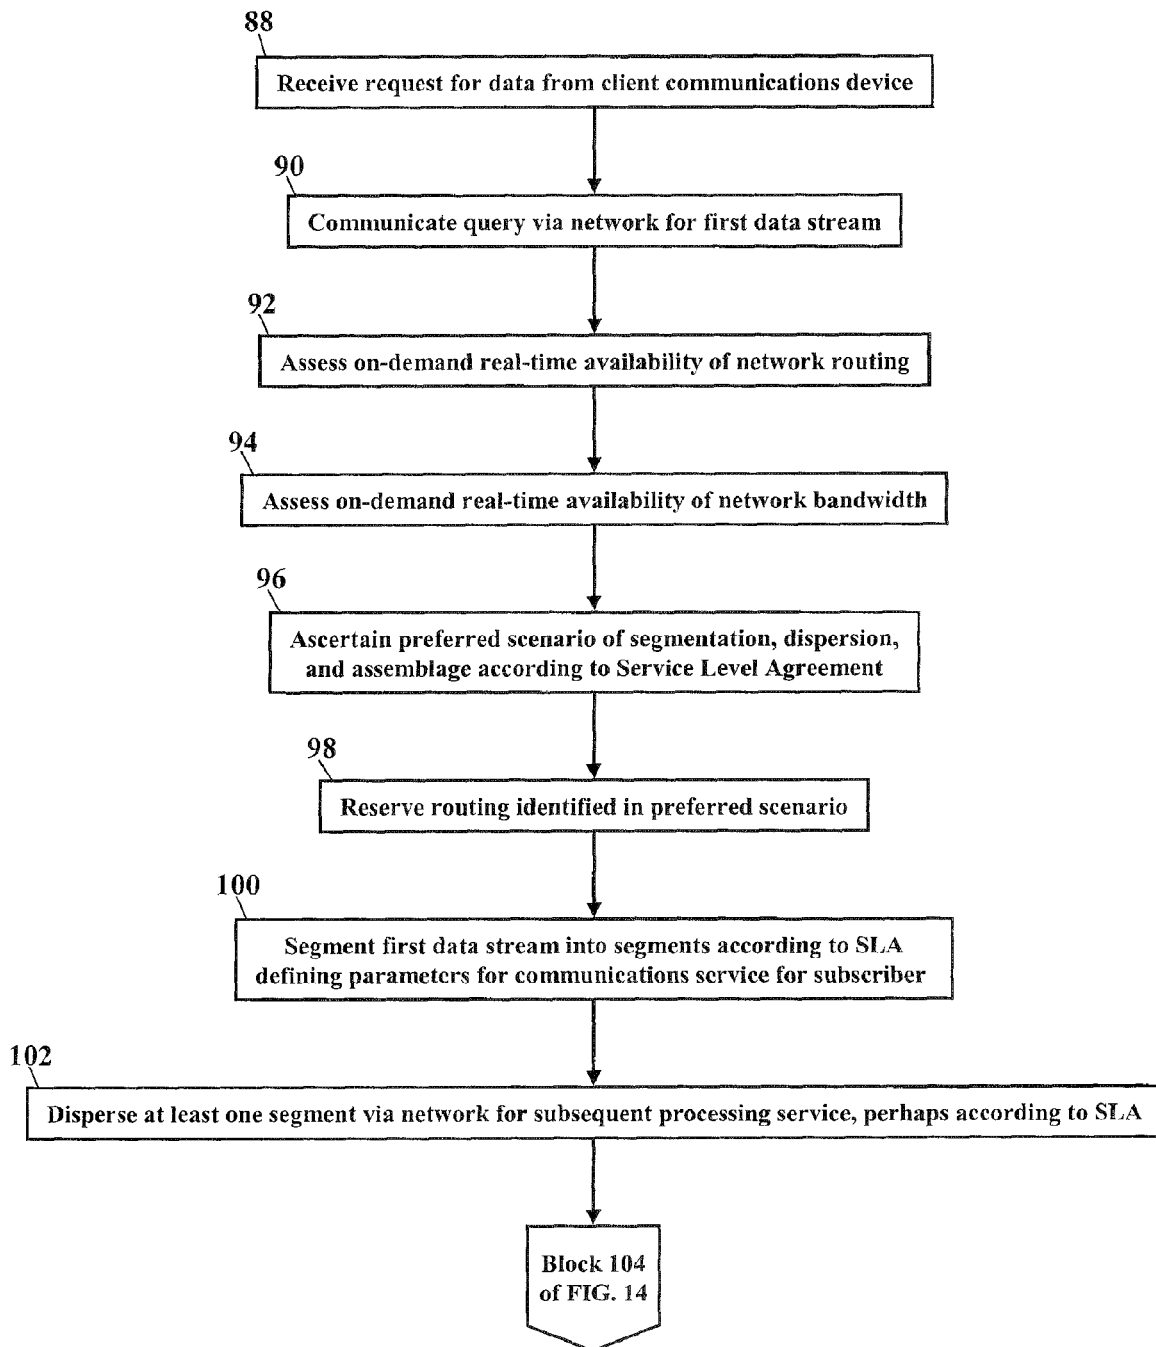 88
Receive request for data from client communications device
90
Communicate query via network for first data stream
92
Assess on-demand real-time availability of network routing
94
Assess on-demand real-time availability of network bandwidth
96
Ascertain preferred scenario of segmentation, dispersion,
and assemblage according to Service Level Agreement
98
Reserve routing identified in preferred scenario
100
Segment first data stream into segments according to SLA
defining parameters for communications service for subscriber
102
Disperse at least one segment via network for subsequent processing service, perhaps according to SLA
Block 104
of FIG. 14